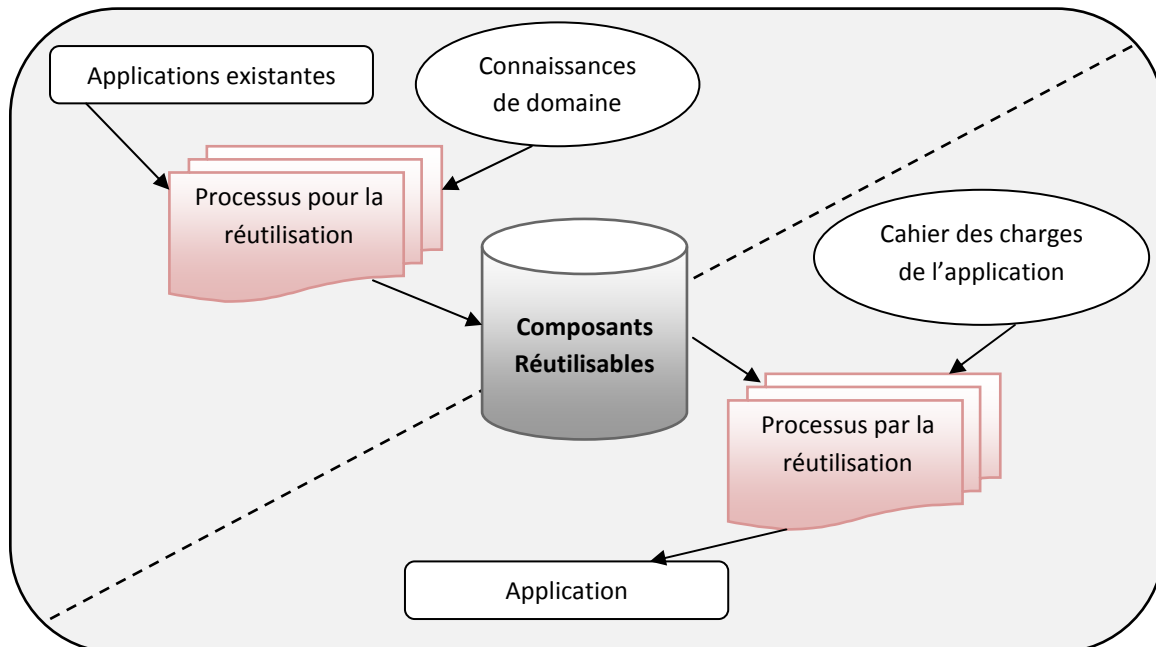 Applications existantes
Connaissances
de domaine
Processus pour la
réutilisation
Cahier des charges
de l’application
Composants
Réutilisables
Processus par la
réutilisation
Application